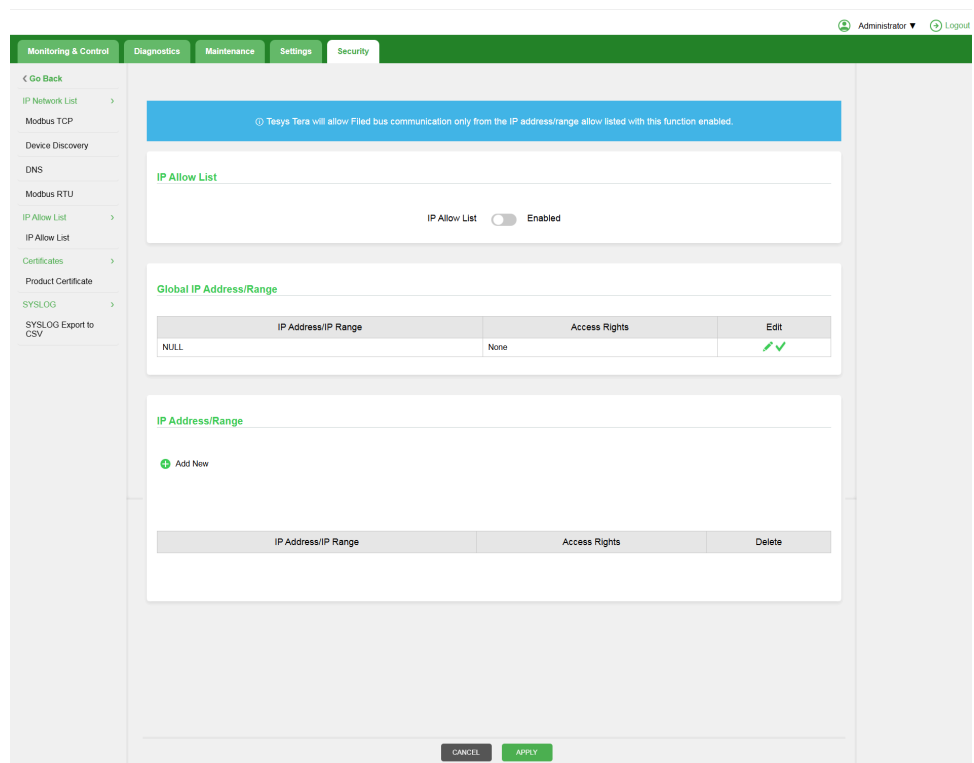 Administrator ▼ Logout
Monitoring & Control Diagnostics Maintenance Settings Security
Go Back
IP Network List
Modbus TCP
Device Discovery
DNS
Modbus RTU
IP Allow List
IP Allow List
Certificates
Product Certificate
SYSLOG
SYSLOG Export to
CSV
Tesys Tera will allow Filed bus communication only from the IP address/range allow listed with this function enabled.
IP Allow List
IP Allow List Enabled
Global IP Address/Range
IP Address/IP Range Access Rights Edit
NULL None
IP Address/Range
Add New
IP Address/IP Range Access Rights Delete
CANCEL APPLY